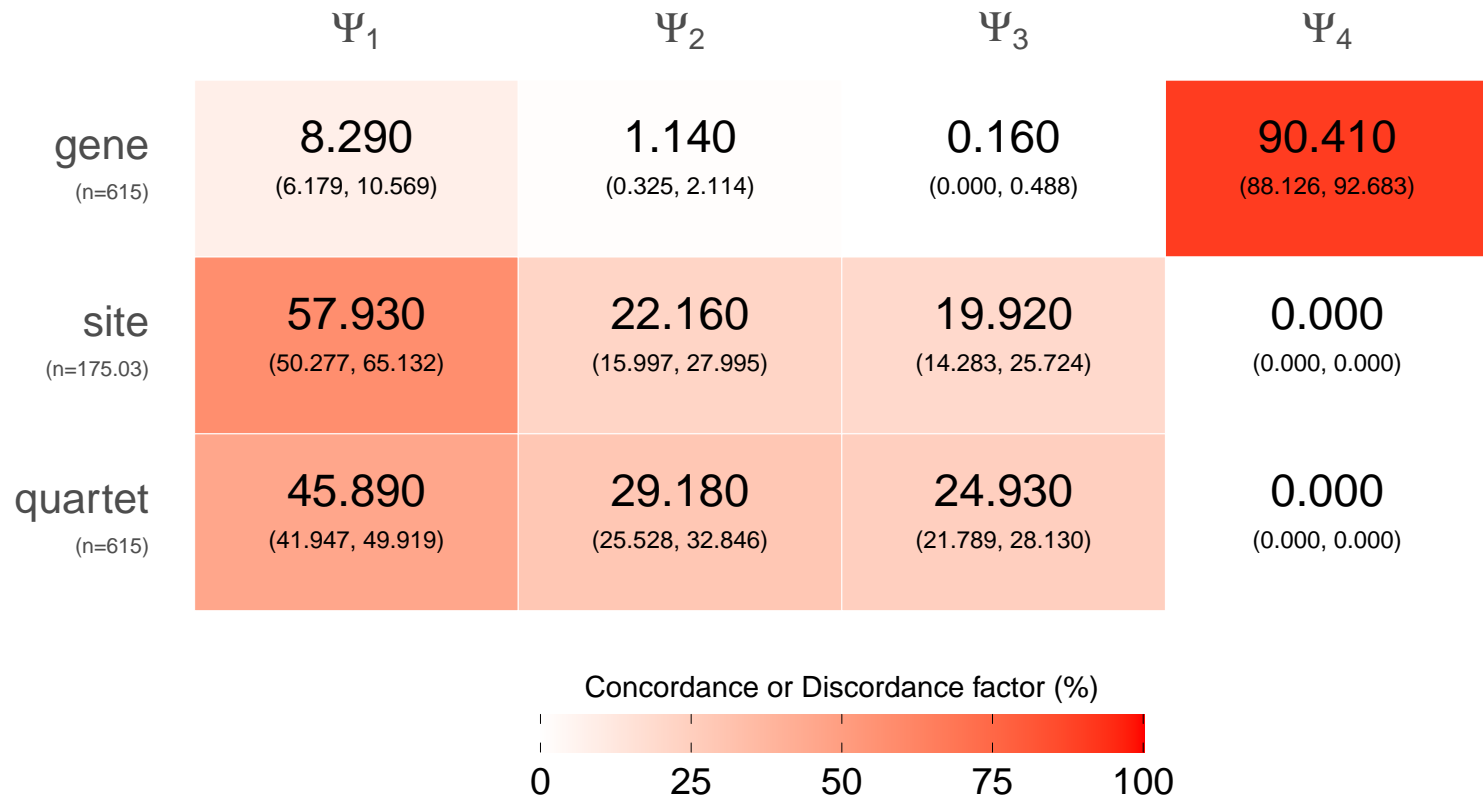 Ψ1 Ψ2 Ψ3 Ψ4
gene 8.290 1.140 0.160 90.410
(n=615) (6.179, 10.569) (0.325, 2.114) (0.000, 0.488) (88.126, 92.683)
site 57.930 22.160 19.920 0.000
(n=175.03) (50.277, 65.132) (15.997, 27.995) (14.283, 25.724) (0.000, 0.000)
quartet 45.890 29.180 24.930 0.000
(n=615) (41.947, 49.919) (25.528, 32.846) (21.789, 28.130) (0.000, 0.000)
Concordance or Discordance factor (%)
0 25 50 75 100